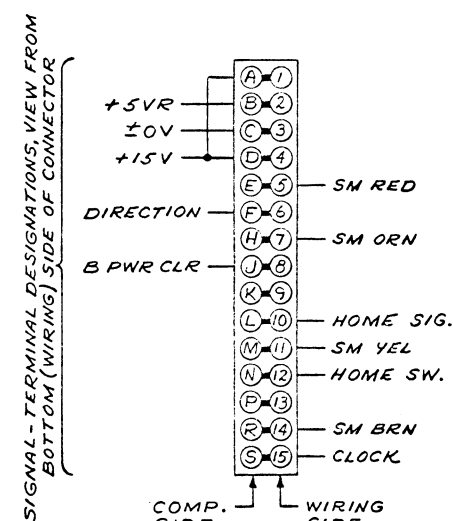 SIGNAL-TERMINAL DESIGNATIONS, VIEW FROM
BOTTOM (WIRING) SIDE OF CONNECTOR
A 1
+5VR B 2
±0V C 3
+15V D 4
E 5 SM RED
DIRECTION F 6
H 7 SM ORN
B PWR CLR J 8
K 9
L 10 HOME SIG.
M 11 SM YEL
N 12 HOME SW.
P 13
R 14 SM BRN
S 15 CLOCK
COMP. WIRING
SIDE SIDE